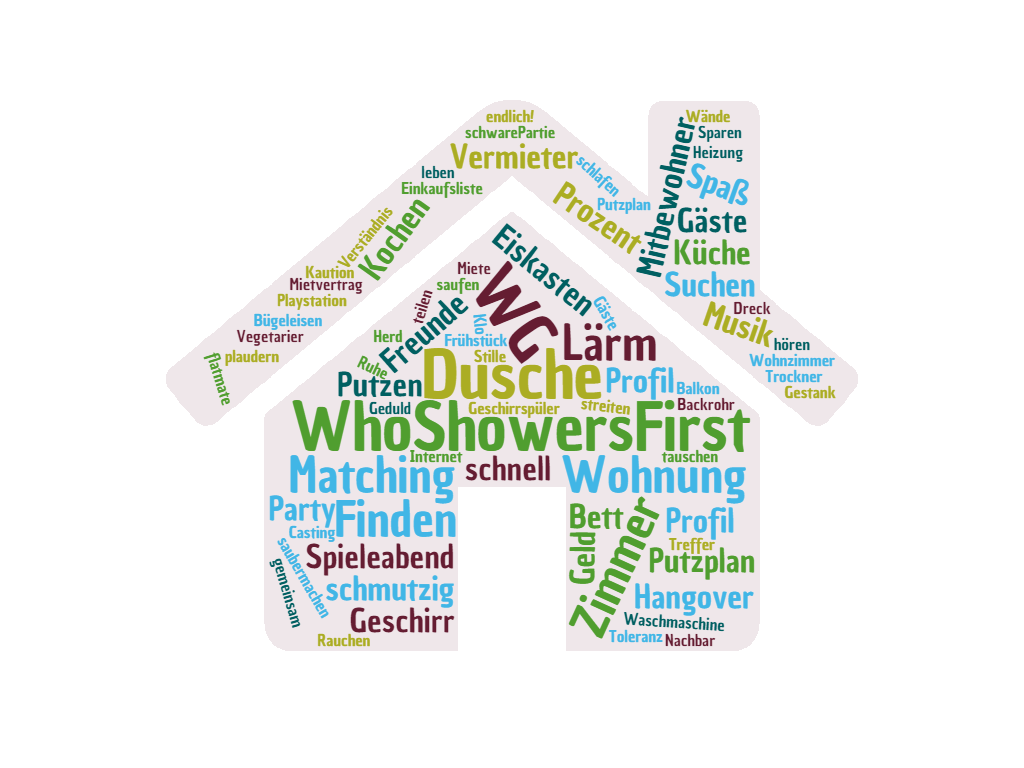 endlich!
schwarePartie
Vermieter
leben
Einkaufsliste
Kochen
Verständnis
Kaution
Mietvertrag
Playstation
Bügeleisen
Vegetarier
plaudern
flatmate
schlafen
Putzplan
Prozent
Wände
Sparen
Heizung
Mitbewohner
Spaß
Gäste
Küche
Suchen
Dreck
Musik
hören
Wohnzimmer
Trockner
Gestank
Eiskasten
Miete
saufen
WG
Gäste
teilen
Freunde
Klo
Lärm
Herd
Frühstück
Stille
Ruhe
Dusche
Putzen
Profil
Balkon
Geduld
Geschirrspüler
streiten
Backrohr
WhoShowersFirst
Internet
tauschen
Matching
schnell
Wohnung
Party
Finden
Casting
Spieleabend
saubermachen
gemeinsam
schmutzig
Geschirr
Rauchen
Bett
Zimmer
Profil
Geld
Treffer
Putzplan
Hangover
Waschmaschine
Toleranz
Nachbar